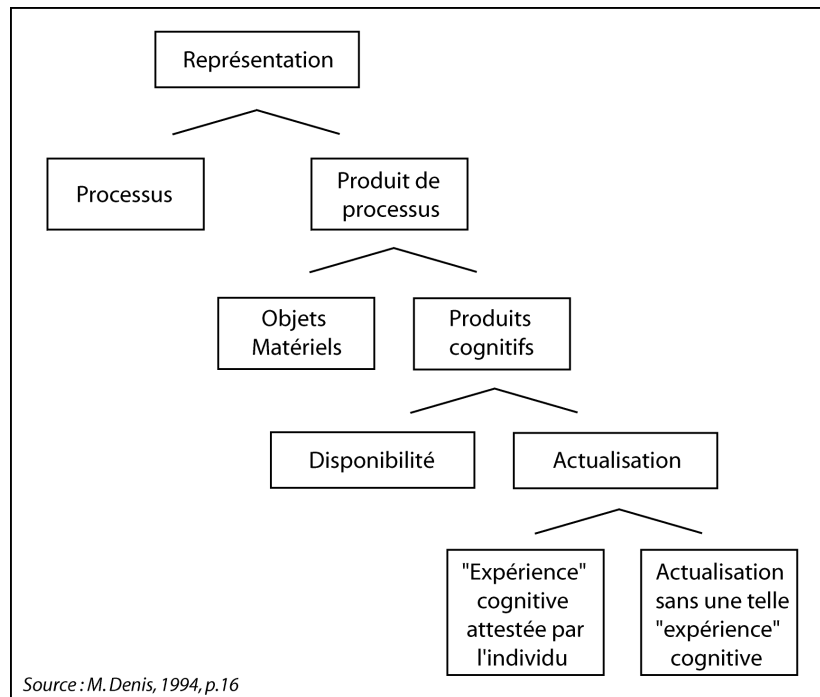 Représentation
Processus
Produit de
processus
Objets
Matériels
Produits
cognitifs
Disponibilité
Actualisation
"Expérience"
cognitive
attestée par
l'individu
Actualisation
sans une telle
"expérience"
cognitive
Source : M. Denis, 1994, p.16